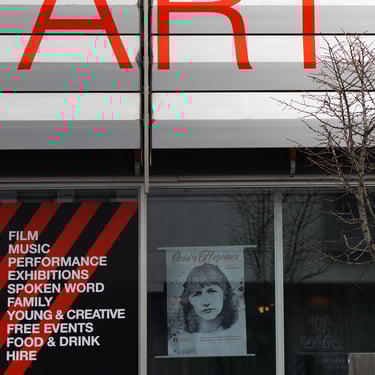 ART
FILM
MUSIC
PERFORMANCE
EXHIBITIONS
SPOKEN WORD
FAMILY
YOUNG & CREATIVE
FREE EVENTS
FOOD & DRINK
HIRE